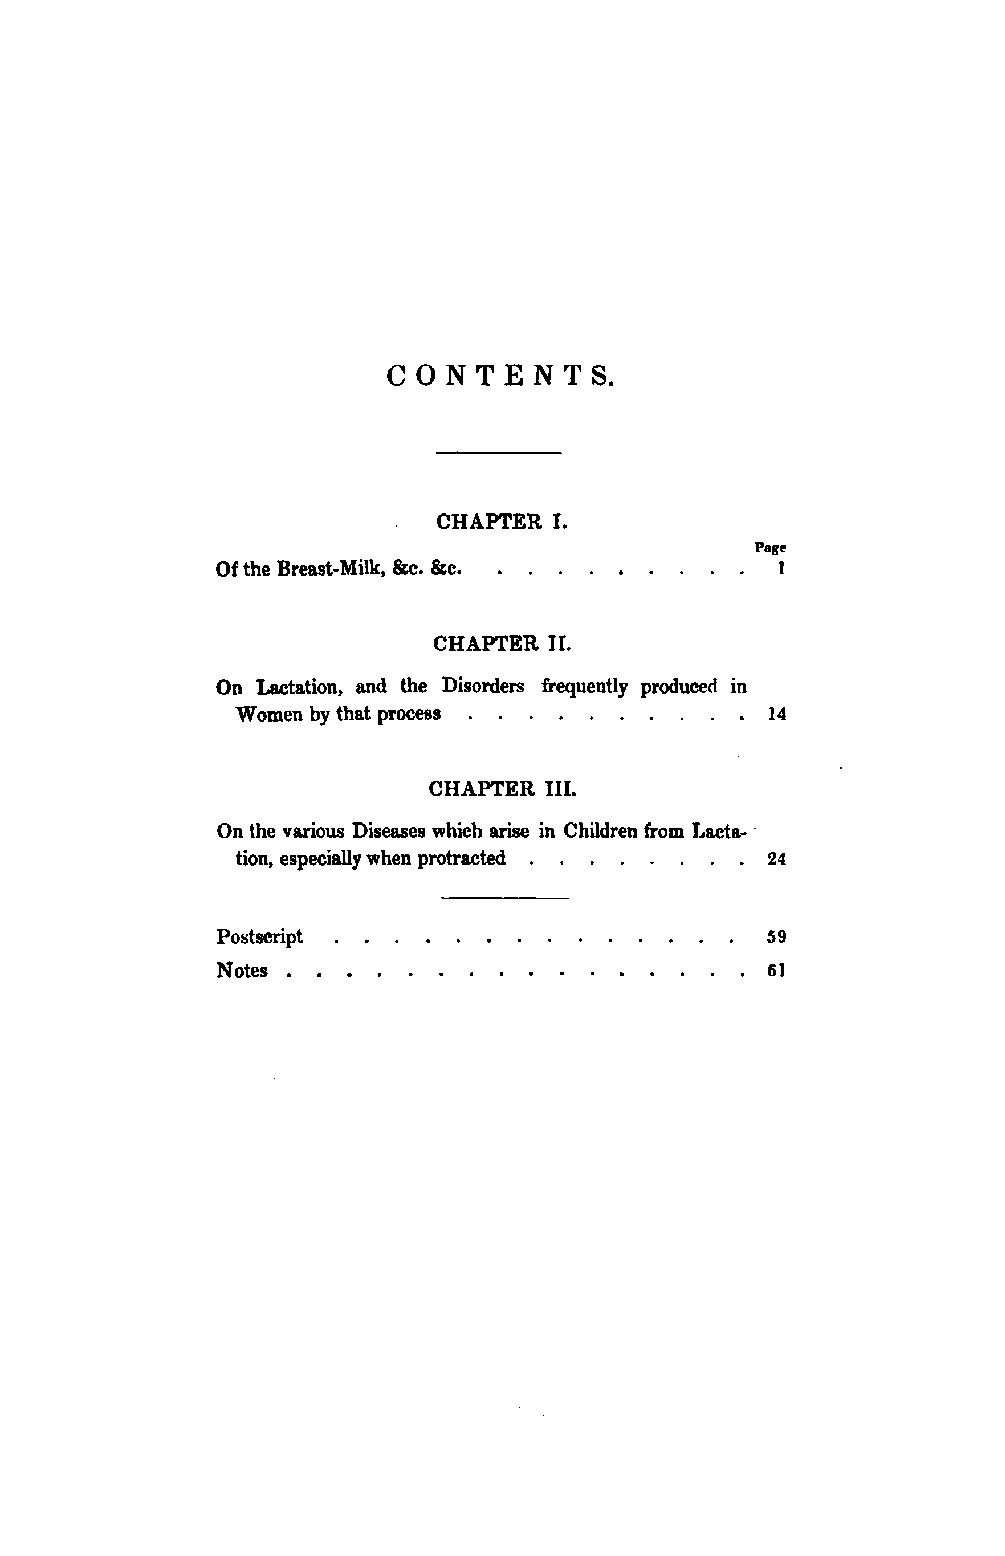 CONTENTS.
CHAPTER I.
Page
Of the Breast-Milk, &c. &c. . . . . . . . . . 1
CHAPTER II.
On Lactation, and the Disorders frequently produced in
Women by that process . . . . . . . . . . 14
CHAPTER III.
On the various Diseases which arise in Children from Lacta-
tion, especially when protracted . . . . . . . . 24
Postscript . . . . . . . . . . . . . . 59
Notes . . . . . . . . . . . . . . . . 61